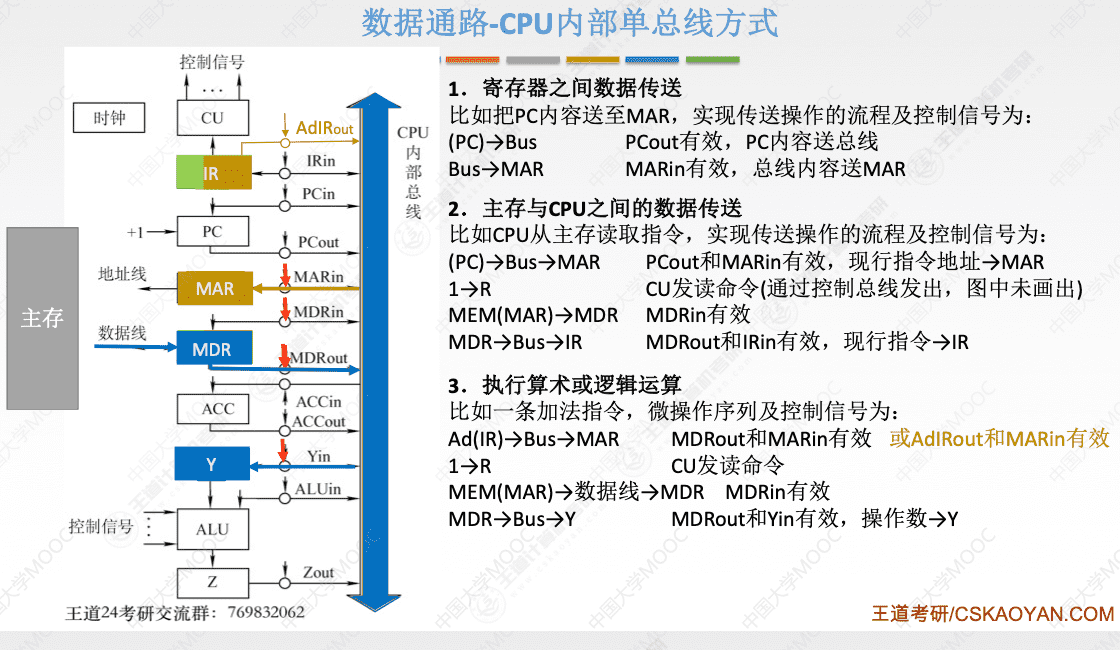 数据通路-CPU内部单总线方式
控制信号
...
时钟
CU
AdIRout
CPU内部总线
IR
IRin
PCin
+1
PC
PCout
地址线
MAR
MARin
主存
MDRin
数据线
MDR
MDRout
ACC
ACCin
ACCout
Y
Yin
ALUin
控制信号
ALU
Z
Zout
王道24考研交流群：769832062
1．寄存器之间数据传送
比如把PC内容送至MAR，实现传送操作的流程及控制信号为：
(PC)→Bus PCout有效，PC内容送总线
Bus→MAR MARin有效，总线内容送MAR
2．主存与CPU之间的数据传送
比如CPU从主存读取指令，实现传送操作的流程及控制信号为：
(PC)→Bus→MAR PCout和MARin有效，现行指令地址→MAR
1→R CU发读命令(通过控制总线发出，图中未画出)
MEM(MAR)→MDR MDRin有效
MDR→Bus→IR MDRout和IRin有效，现行指令→IR
3．执行算术或逻辑运算
比如一条加法指令，微操作序列及控制信号为：
Ad(IR)→Bus→MAR MDRout和MARin有效 或AdIRout和MARin有效
1→R CU发读命令
MEM(MAR)→数据线→MDR MDRin有效
MDR→Bus→Y MDRout和Yin有效，操作数→Y
王道考研/CSKAOYAN.COM